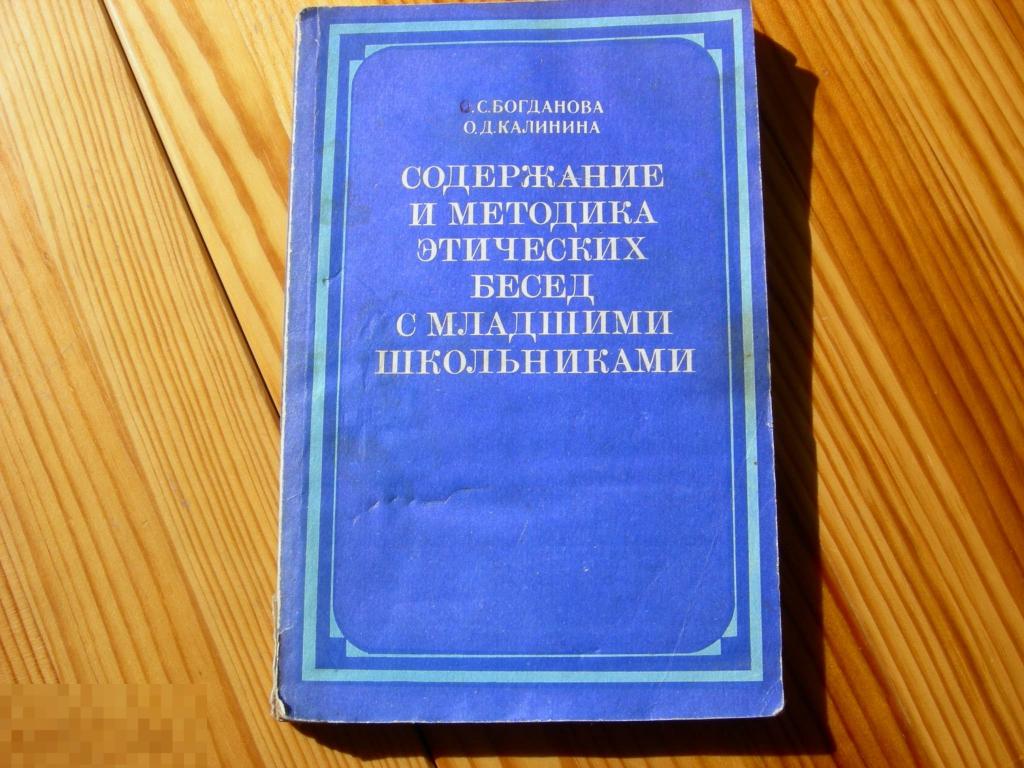 О.С.БОГДАНОВА
О.Д.КАЛИНИНА
СОДЕРЖАНИЕ
И МЕТОДИКА
ЭТИЧЕСКИХ
БЕСЕД
С МЛАДШИМИ
ШКОЛЬНИКАМИ